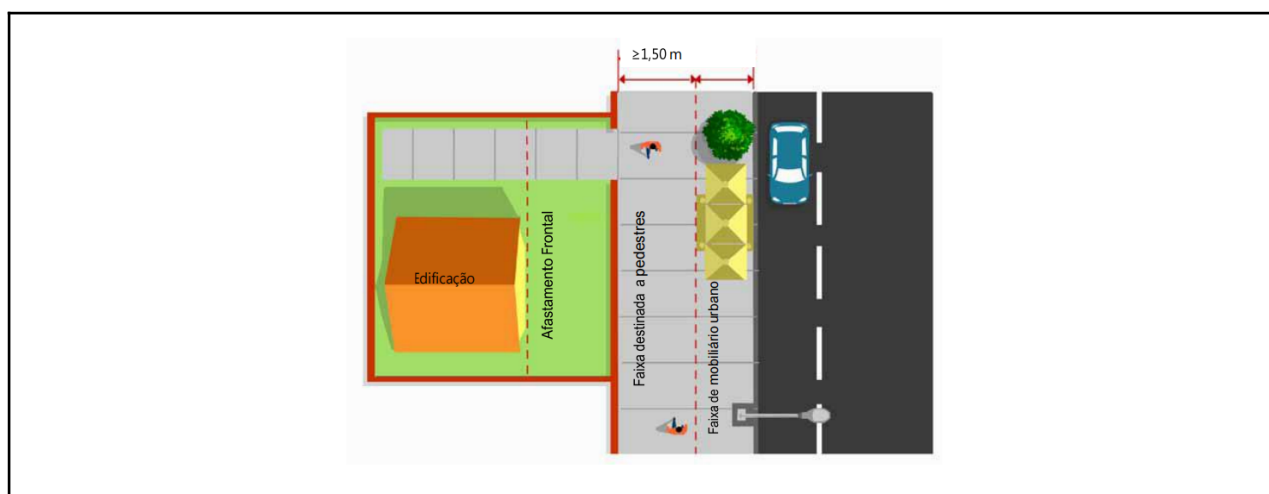 ≥1,50 m
Edificação
Afastamento Frontal
Faixa destinada a pedestres
Faixa de mobiliário urbano